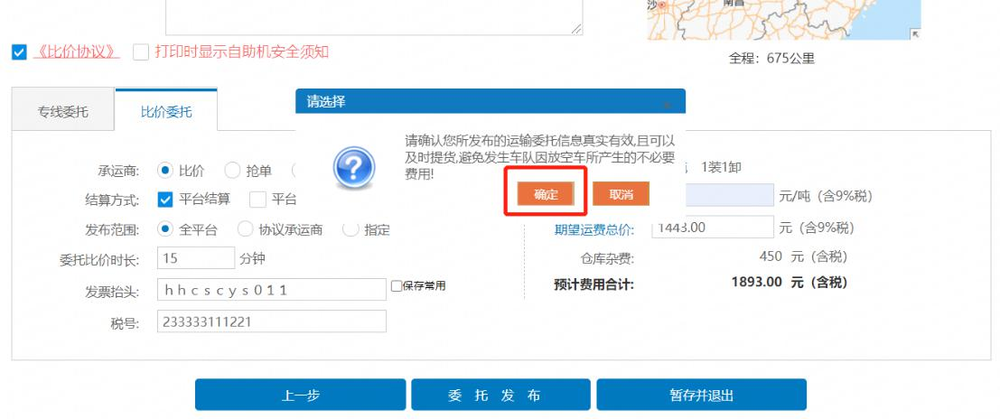 沙
南昌
《比价协议》 打印时显示自助机安全须知
全程：675公里
专线委托 比价委托
请选择
请确认您所发布的运输委托信息真实有效,且可以
及时提货,避免发生车队因放空车所产生的不必要
费用!
确定 取消
承运商: 比价 抢单
1装1卸
结算方式: 平台结算 平台
元/吨（含9%税）
发布范围: 全平台 协议承运商 指定
期望运费总价: 1443.00 元（含9%税）
委托比价时长: 15 分钟
仓库杂费: 450 元（含税）
发票抬头: hhcscys011 保存常用
预计费用合计: 1893.00 元（含税）
税号: 233333111221
上一步 委 托 发 布 暂存并退出